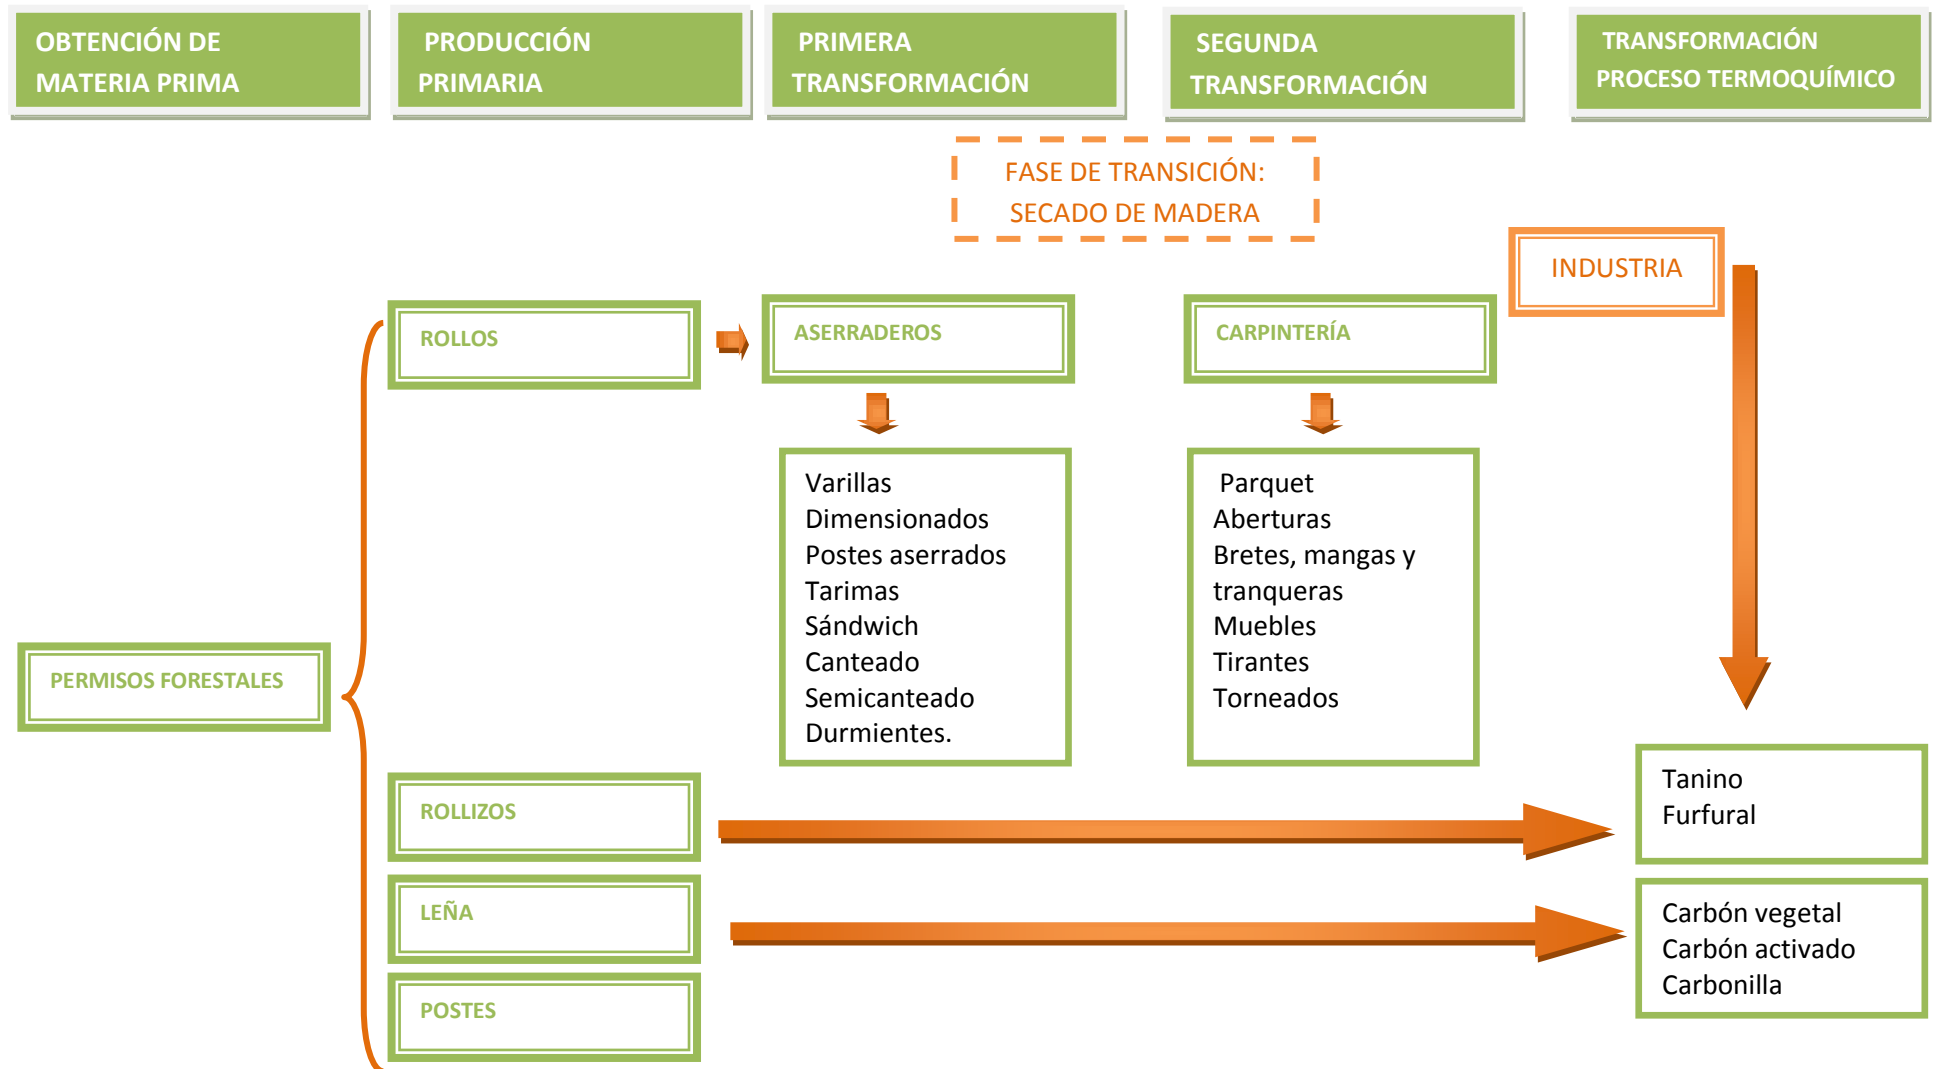 OBTENCIÓN DE
MATERIA PRIMA
PRODUCCIÓN
PRIMARIA
PRIMERA
TRANSFORMACIÓN
SEGUNDA
TRANSFORMACIÓN
TRANSFORMACIÓN
PROCESO TERMOQUÍMICO
FASE DE TRANSICIÓN:
SECADO DE MADERA
INDUSTRIA
ROLLOS
ASERRADEROS
CARPINTERÍA
Varillas
Dimensionados
Postes aserrados
Tarimas
Sándwich
Canteado
Semicanteado
Durmientes.
Parquet
Aberturas
Bretes, mangas y
tranqueras
Muebles
Tirantes
Torneados
PERMISOS FORESTALES
ROLLIZOS
Tanino
Furfural
LEÑA
Carbón vegetal
Carbón activado
Carbonilla
POSTES